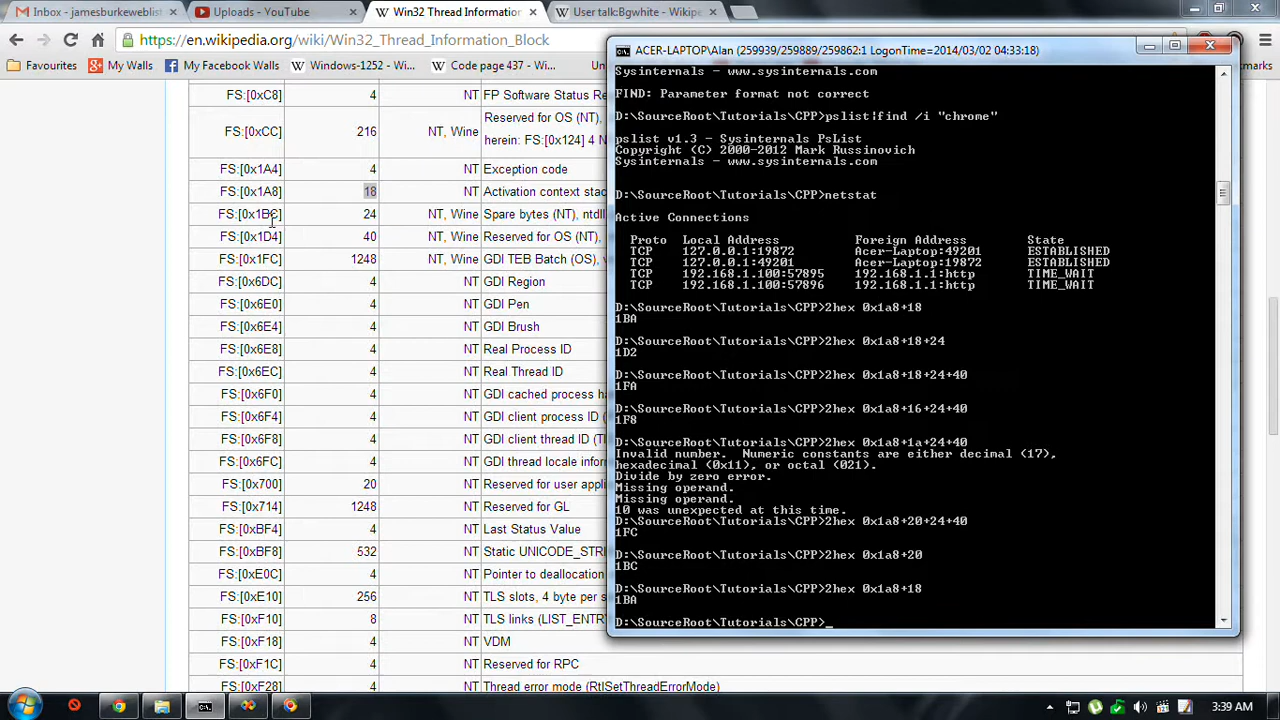 Inbox - jamesburkeweblist
Uploads - YouTube
Win32 Thread Information
User talk:Bgwhite - Wikipe
https://en.wikipedia.org/wiki/Win32_Thread_Information_Block
Favourites
My Facebook
My Facebook Walls
Windows-1252 -- Wi...
Code page 437 - Wi...
kmarks
FS:[0xC8] 4 NT FP Software Status Re
FS:[0xCC] 216 NT, Wine Reserved for OS (NT),
herein: FS:[0x124] 4 NT
FS:[0x1A4] 4 NT Exception code
FS:[0x1A8] 18 NT Activation context stac
FS:[0x1BC] 24 NT, Wine Spare bytes (NT), ntdll
FS:[0x1D4] 40 NT, Wine Reserved for OS (NT),
FS:[0x1FC] 1248 NT, Wine GDI TEB Batch (OS), v
FS:[0x6DC] 4 NT GDI Region
FS:[0x6E0] 4 NT GDI Pen
FS:[0x6E4] 4 NT GDI Brush
FS:[0x6E8] 4 NT Real Process ID
FS:[0x6EC] 4 NT Real Thread ID
FS:[0x6F0] 4 NT GDI cached process ha
FS:[0x6F4] 4 NT GDI client process ID (
FS:[0x6F8] 4 NT GDI client thread ID (T
FS:[0x6FC] 4 NT GDI thread locale infor
FS:[0x700] 20 NT Reserved for user appli
FS:[0x714] 1248 NT Reserved for GL
FS:[0xBF4] 4 NT Last Status Value
FS:[0xBF8] 532 NT Static UNICODE_STRI
FS:[0xE0C] 4 NT Pointer to deallocation
FS:[0xE10] 256 NT TLS slots, 4 byte per s
FS:[0xF10] 8 NT TLS links (LIST_ENTRY
FS:[0xF18] 4 NT VDM
FS:[0xF1C] 4 NT Reserved for RPC
FS:[0xF28] 4 NT Thread error mode (RtlSetThreadErrorMode)
ACER-LAPTOP\Alan (259939/259889/259862:1 LogonTime=2014/03/02 04:33:18)
Sysinternals - www.sysinternals.com
FIND: Parameter format not correct
D:\SourceRoot\Tutorials\CPP>pslist|find /i "chrome"
pslist v1.3 - Sysinternals PsList
Copyright (C) 2000-2012 Mark Russinovich
Sysinternals - www.sysinternals.com
D:\SourceRoot\Tutorials\CPP>netstat
Active Connections
Proto Local Address Foreign Address State
TCP 127.0.0.1:19872 Acer-Laptop:49201 ESTABLISHED
TCP 127.0.0.1:49201 Acer-Laptop:19872 ESTABLISHED
TCP 192.168.1.100:57895 192.168.1.1:http TIME_WAIT
TCP 192.168.1.100:57896 192.168.1.1:http TIME_WAIT
D:\SourceRoot\Tutorials\CPP>2hex 0x1a8+18
1BA
D:\SourceRoot\Tutorials\CPP>2hex 0x1a8+18+24
1D2
D:\SourceRoot\Tutorials\CPP>2hex 0x1a8+18+24+40
1FA
D:\SourceRoot\Tutorials\CPP>2hex 0x1a8+16+24+40
1F8
D:\SourceRoot\Tutorials\CPP>2hex 0x1a8+1a+24+40
Invalid number. Numeric constants are either decimal (17),
hexadecimal (0x11), or octal (021).
Divide by zero error.
Missing operand.
Missing operand.
10 was unexpected at this time.
D:\SourceRoot\Tutorials\CPP>2hex 0x1a8+20+24+40
1FC
D:\SourceRoot\Tutorials\CPP>2hex 0x1a8+20
1BC
D:\SourceRoot\Tutorials\CPP>2hex 0x1a8+18
1BA
D:\SourceRoot\Tutorials\CPP>_
3:39 AM